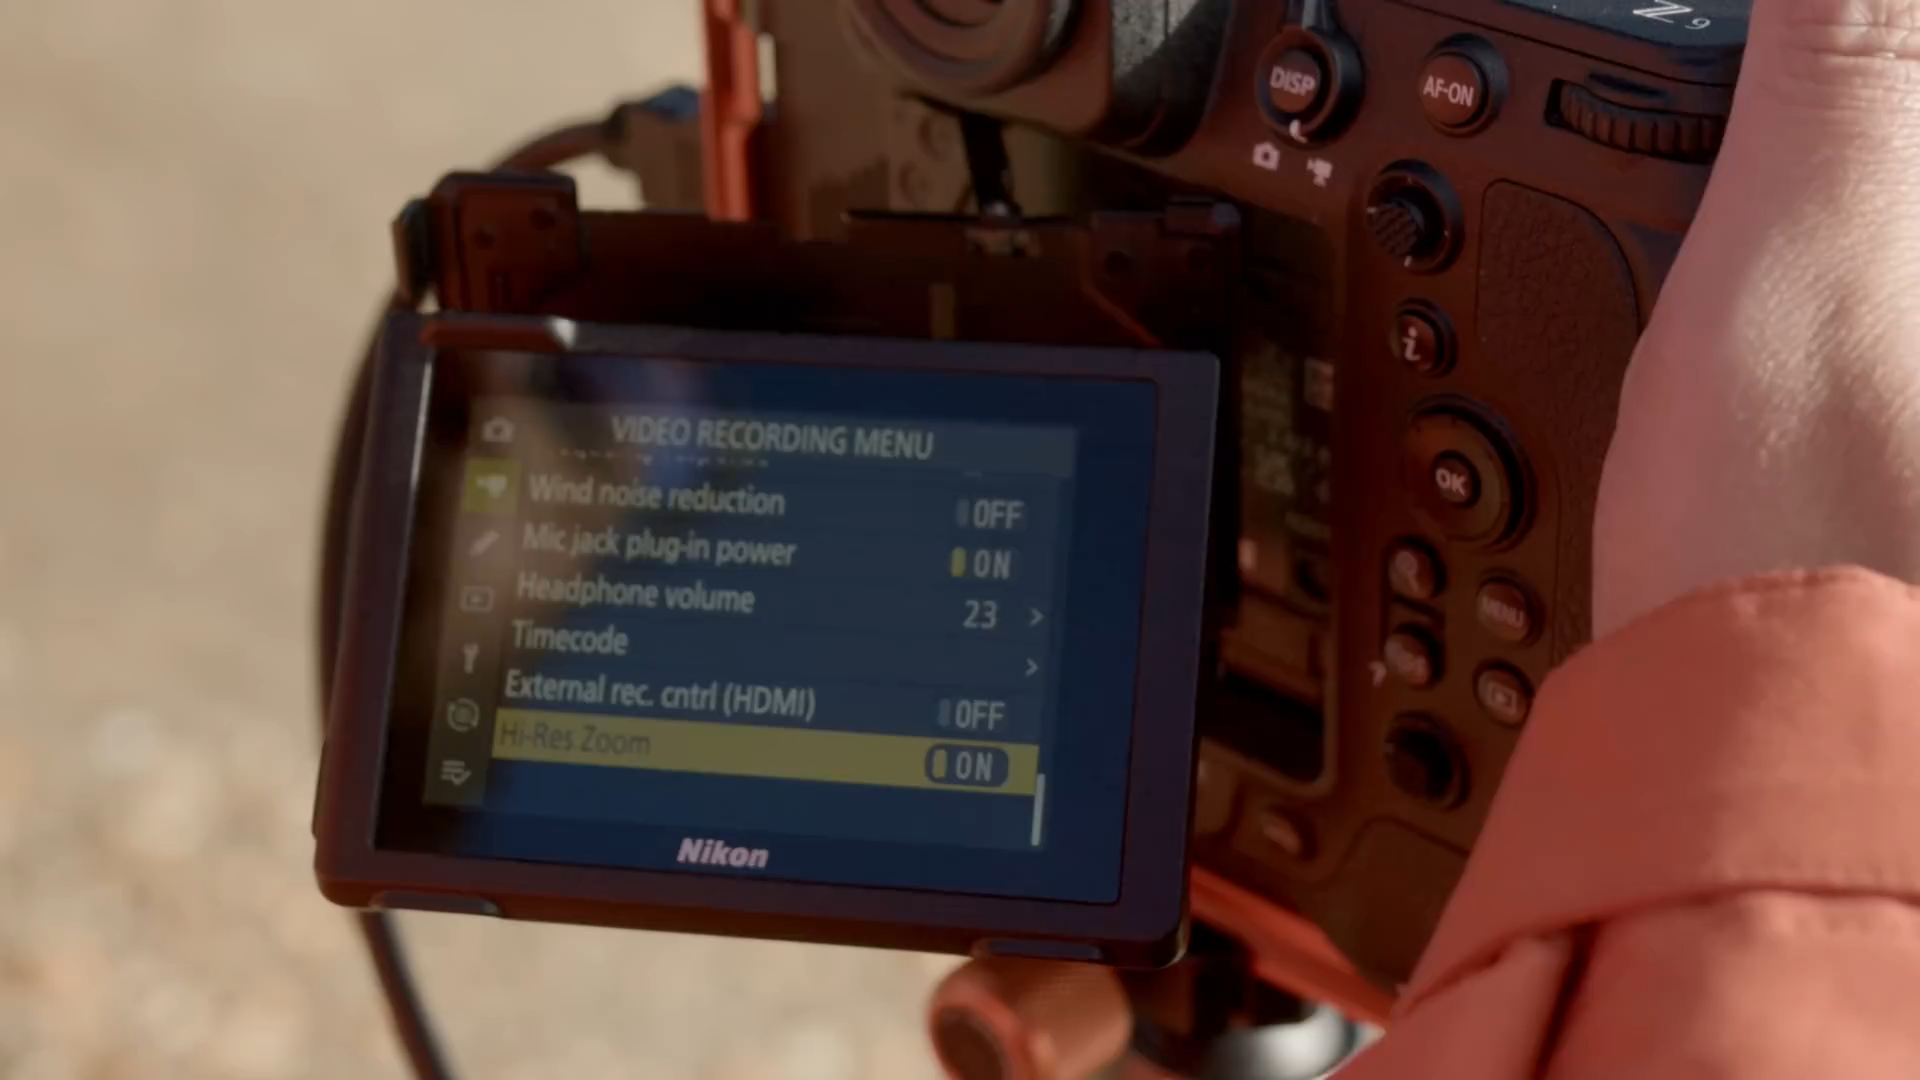 Z 9
DISP
AF-ON
i
VIDEO RECORDING MENU
Wind noise reduction OFF
Mic jack plug-in power ON
Headphone volume 23 >
Timecode >
External rec. cntrl (HDMI) OFF
Hi-Res Zoom ON
Nikon
OK
MENU